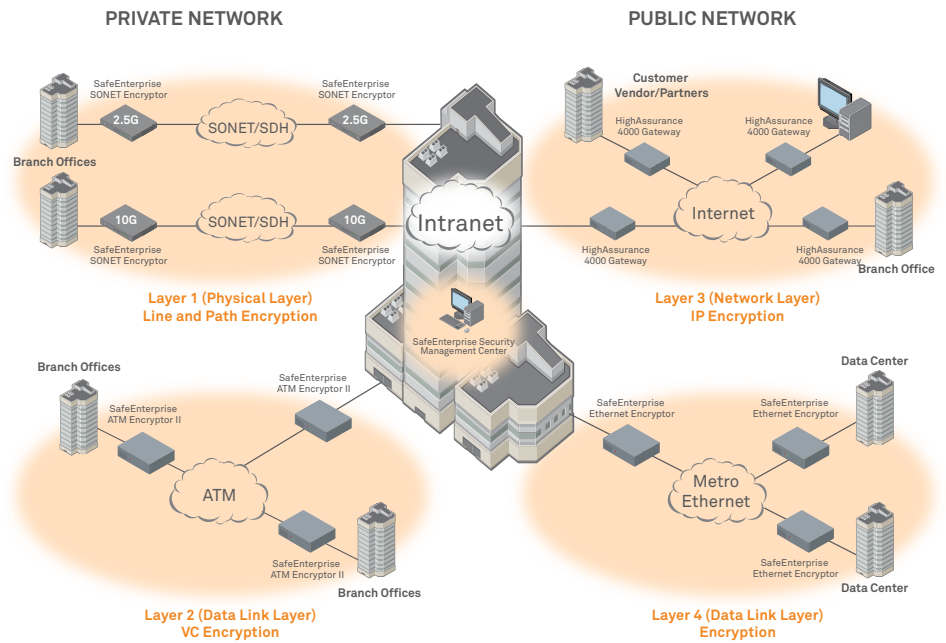 PRIVATE NETWORK
PUBLIC NETWORK
SafeEnterprise
SONET Encryptor
SafeEnterprise
SONET Encryptor
2.5G
SONET/SDH
2.5G
Branch Offices
10G
SONET/SDH
10G
SafeEnterprise
SONET Encryptor
SafeEnterprise
SONET Encryptor
Layer 1 (Physical Layer)
Line and Path Encryption
Intranet
SafeEnterprise Security
Management Center
Customer
Vendor/Partners
HighAssurance
4000 Gateway
HighAssurance
4000 Gateway
Internet
HighAssurance
4000 Gateway
HighAssurance
4000 Gateway
Branch Office
Layer 3 (Network Layer)
IP Encryption
Branch Offices
SafeEnterprise
ATM Encryptor II
SafeEnterprise
ATM Encryptor II
ATM
SafeEnterprise
ATM Encryptor II
Branch Offices
Layer 2 (Data Link Layer)
VC Encryption
Data Center
SafeEnterprise
Ethernet Encryptor
SafeEnterprise
Ethernet Encryptor
Metro
Ethernet
SafeEnterprise
Ethernet Encryptor
Data Center
Layer 4 (Data Link Layer)
Encryption